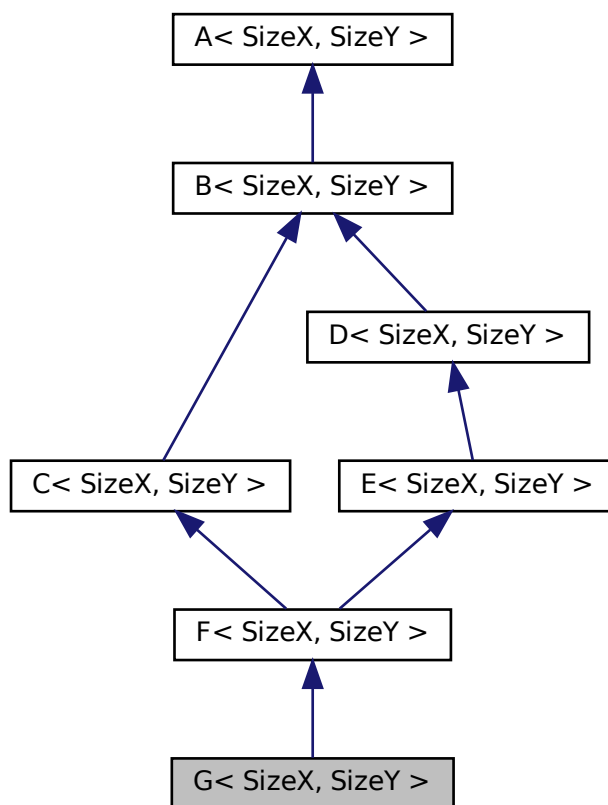 A< SizeX, SizeY >
B< SizeX, SizeY >
D< SizeX, SizeY >
C< SizeX, SizeY >
E< SizeX, SizeY >
F< SizeX, SizeY >
G< SizeX, SizeY >